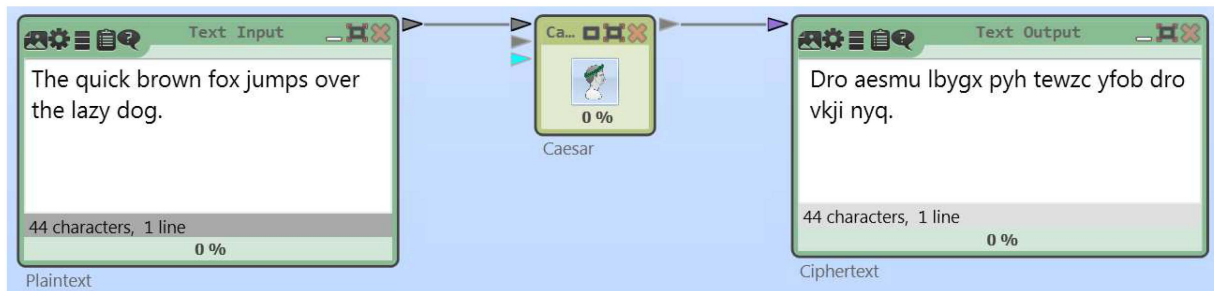 Text Input
The quick brown fox jumps over
the lazy dog.
44 characters, 1 line
0 %
Plaintext
Ca...
0 %
Caesar
Text Output
Dro aesmu lbygx pyh tewzc yfob dro
vkji nyq.
44 characters, 1 line
0 %
Ciphertext